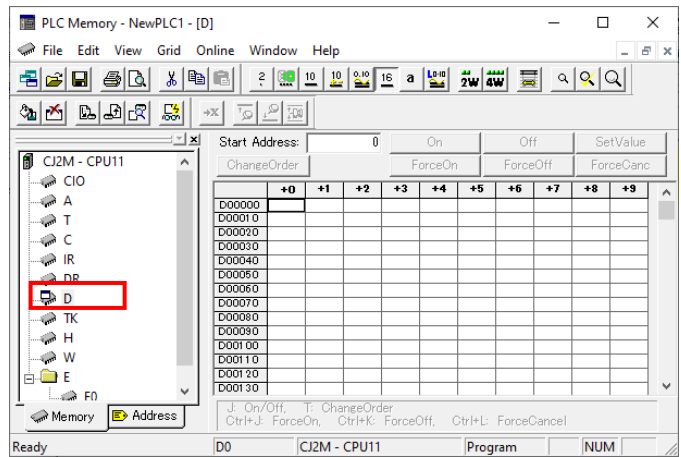 PLC Memory - NewPLC1 - [D]
File Edit View Grid Online Window Help
2 10 10 0.10 16 a 2W 4W
Start Address: 0 On Off SetValue
ChangeOrder ForceOn ForceOff ForceCanc
CJ2M - CPU11
CIO
A
T
C
IR
DR
D
TK
H
W
E
E0
+0 +1 +2 +3 +4 +5 +6 +7 +8 +9
D00000
D00010
D00020
D00030
D00040
D00050
D00060
D00070
D00080
D00090
D00100
D00110
D00120
D00130
Memory Address
J: On/Off, T: ChangeOrder
Ctrl+J: ForceOn, Ctrl+K: ForceOff, Ctrl+L: ForceCancel
Ready D0 CJ2M - CPU11 Program NUM